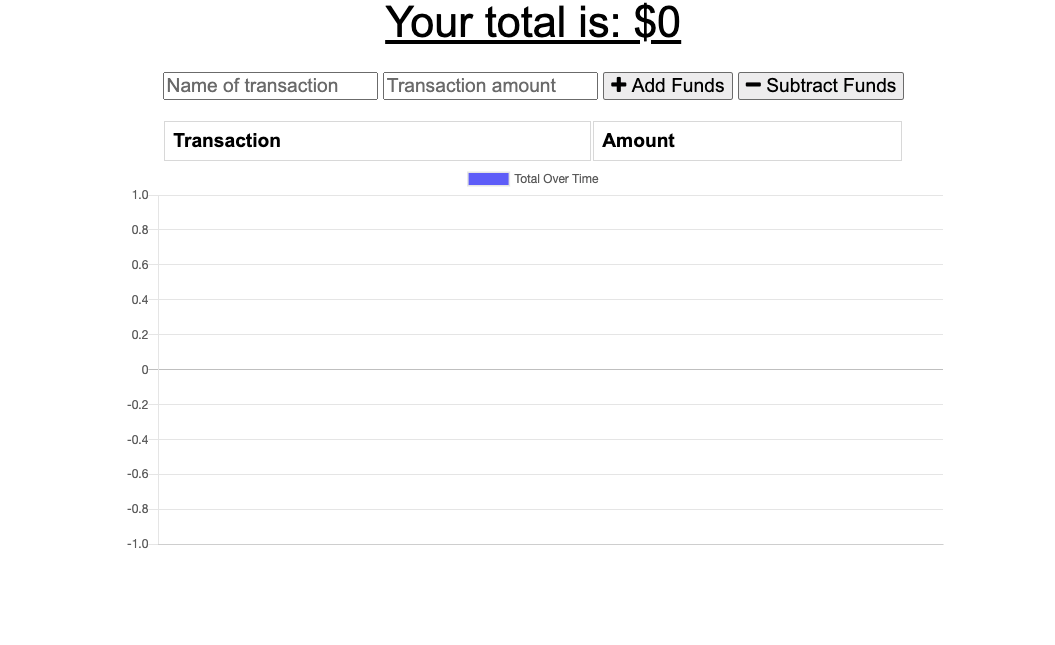 Your total is: $0
Name of transaction Transaction amount + Add Funds − Subtract Funds
Transaction Amount
Total Over Time
1.0
0.8
0.6
0.4
0.2
0
-0.2
-0.4
-0.6
-0.8
-1.0